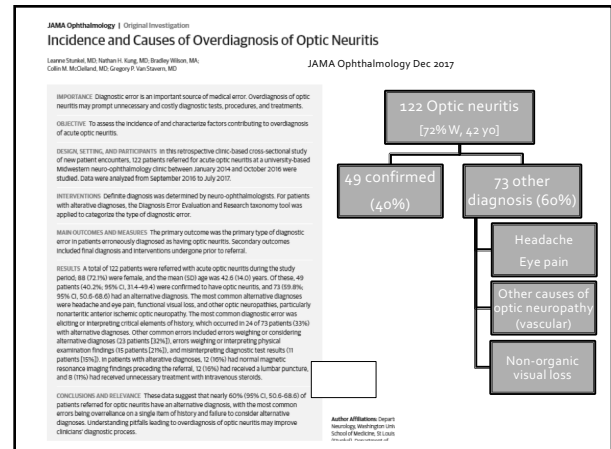 JAMA Ophthalmology | Original Investigation
Incidence and Causes of Overdiagnosis of Optic Neuritis
Leanne Stunkel, MD; Nathan H. Kung, MD; Bradley Wilson, MA;
Collin M. McClelland, MD; Gregory P. Van Stavern, MD
JAMA Ophthalmology Dec 2017
IMPORTANCE Diagnostic error is an important source of medical error. Overdiagnosis of optic
neuritis may prompt unnecessary and costly diagnostic tests, procedures, and treatments.
OBJECTIVE To assess the incidence of and characterize factors contributing to overdiagnosis
of acute optic neuritis.
DESIGN, SETTING, AND PARTICIPANTS In this retrospective clinic-based cross-sectional study
of new patient encounters, 122 patients referred for acute optic neuritis at a university-based
Midwestern neuro-ophthalmology clinic between January 2014 and October 2016 were
studied. Data were analyzed from September 2016 to July 2017.
INTERVENTIONS Definite diagnosis was determined by neuro-ophthalmologists. For patients
with alterative diagnoses, the Diagnosis Error Evaluation and Research taxonomy tool was
applied to categorize the type of diagnostic error.
MAIN OUTCOMES AND MEASURES The primary outcome was the primary type of diagnostic
error in patients erroneously diagnosed as having optic neuritis. Secondary outcomes
included final diagnosis and interventions undergone prior to referral.
RESULTS A total of 122 patients were referred with acute optic neuritis during the study
period; 88 (72.1%) were female, and the mean (SD) age was 42.6 (14.0) years. Of these, 49
patients (40.2%; 95% CI, 31.4-49.4) were confirmed to have optic neuritis, and 73 (59.8%;
95% CI, 50.6-68.6) had an alternative diagnosis. The most common alternative diagnoses
were headache and eye pain, functional visual loss, and other optic neuropathies, particularly
nonarteritic anterior ischemic optic neuropathy. The most common diagnostic error was
eliciting or interpreting critical elements of history, which occurred in 24 of 73 patients (33%)
with alternative diagnoses. Other common errors included errors weighing or considering
alternative diagnoses (23 patients [32%]), errors weighing or interpreting physical
examination findings (15 patients [21%]), and misinterpreting diagnostic test results (11
patients [15%]). In patients with alterative diagnoses, 12 (16%) had normal magnetic
resonance imaging findings preceding the referral, 12 (16%) had received a lumbar puncture,
and 8 (11%) had received unnecessary treatment with intravenous steroids.
CONCLUSIONS AND RELEVANCE These data suggest that nearly 60% (95% CI, 50.6-68.6) of
patients referred for optic neuritis have an alternative diagnosis, with the most common
errors being overreliance on a single item of history and failure to consider alternative
diagnoses. Understanding pitfalls leading to overdiagnosis of optic neuritis may improve
clinicians' diagnostic process.
Author Affiliations: Depart
Neurology, Washington Uni
School of Medicine, St Louis
122 Optic neuritis
[72% W, 42 yo]
49 confirmed
(40%)
73 other
diagnosis (60%)
Headache
Eye pain
Other causes of
optic neuropathy
(vascular)
Non-organic
visual loss